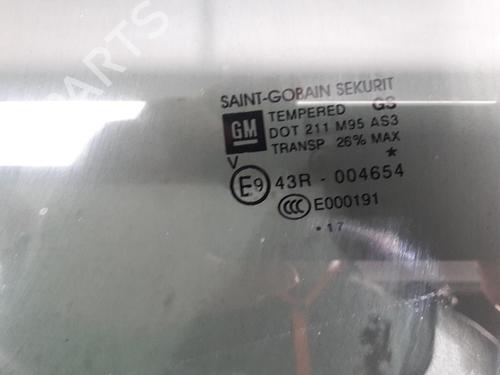 PARTS
SAINT-GOBAIN SEKURIT
TEMPERED GS
GM DOT 211 M95 AS3
TRANSP 26% MAX
V *
E9 43R - 004654
CCC E000191
• 17